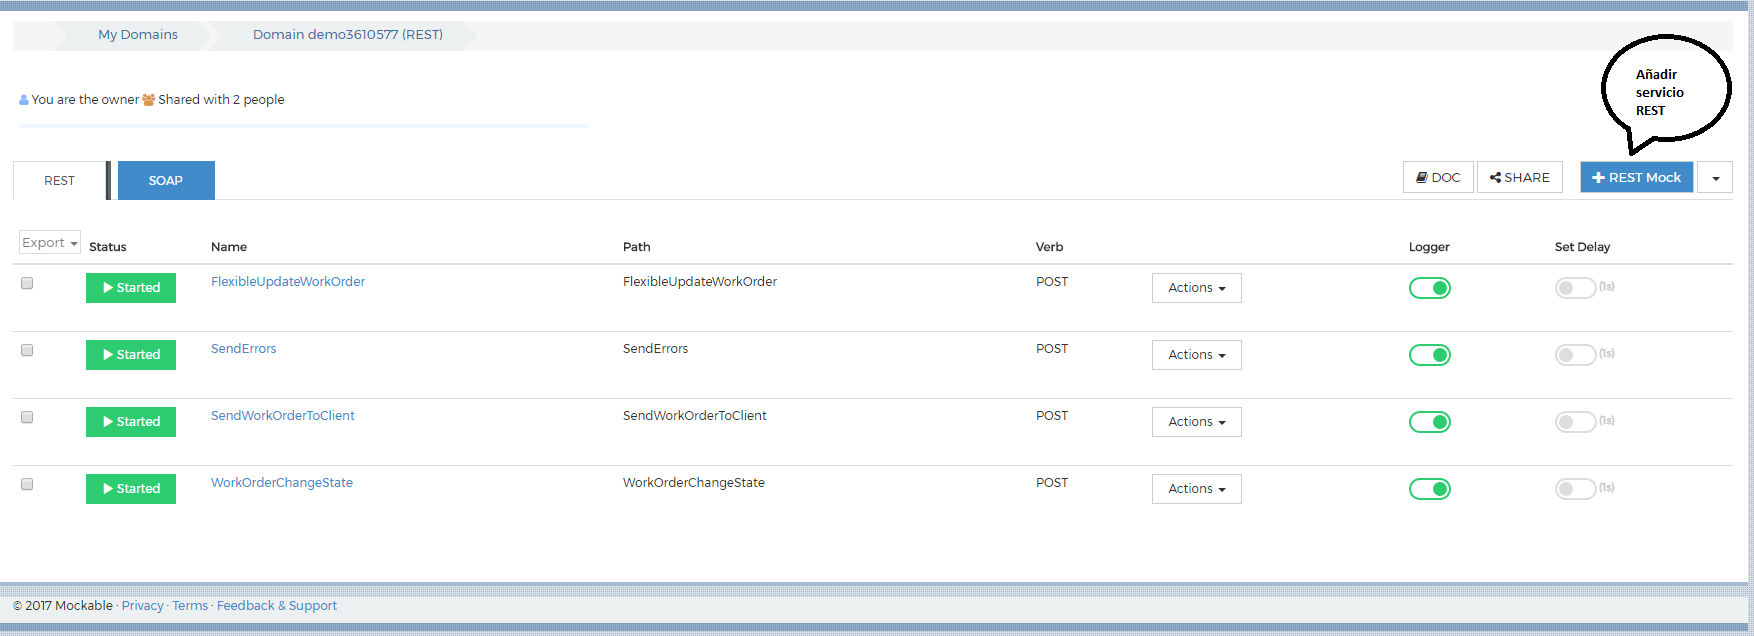 My Domains
Domain demo3610577 (REST)
Añadir
servicio
REST
You are the owner Shared with 2 people
REST
SOAP
DOC
SHARE
REST Mock
Export
Status
Name
Path
Verb
Logger
Set Delay
Started
FlexibleUpdateWorkOrder
FlexibleUpdateWorkOrder
POST
Actions
(1s)
Started
SendErrors
SendErrors
POST
Actions
(1s)
Started
SendWorkOrderToClient
SendWorkOrderToClient
POST
Actions
(1s)
Started
WorkOrderChangeState
WorkOrderChangeState
POST
Actions
(1s)
© 2017 Mockable · Privacy · Terms · Feedback & Support